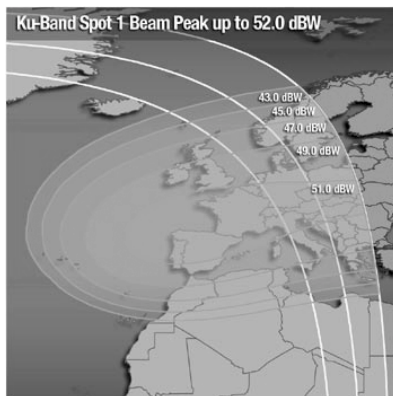 Ku-Band Spot 1 Beam Peak up to 52.0 dBW
43.0 dBW
45.0 dBW
47.0 dBW
49.0 dBW
51.0 dBW